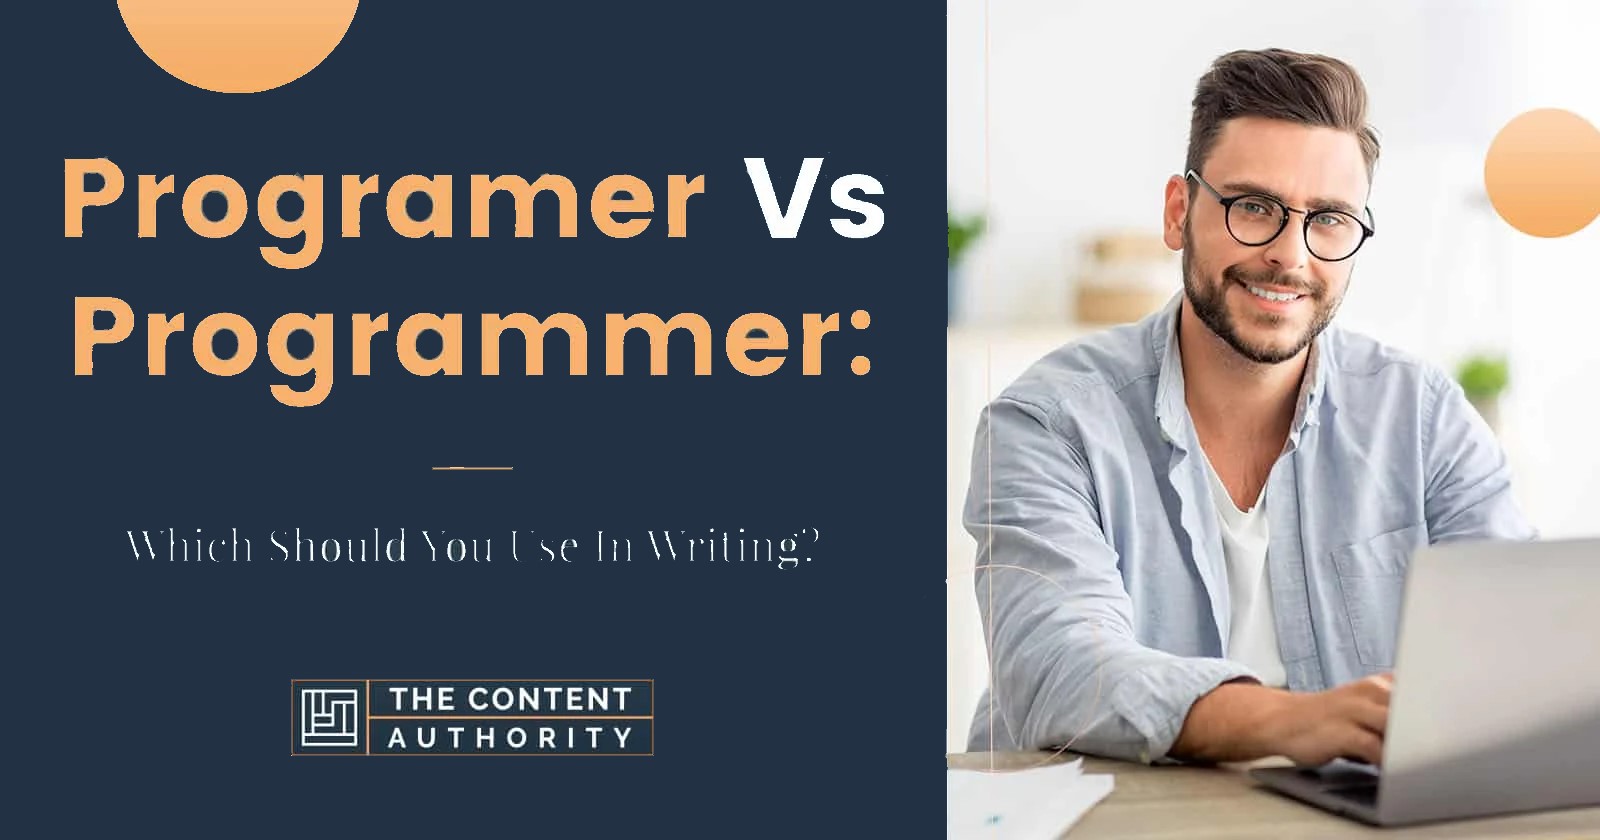 Programer Vs
Programmer:
Which Should You Use In Writing?
THE CONTENT
AUTHORITY